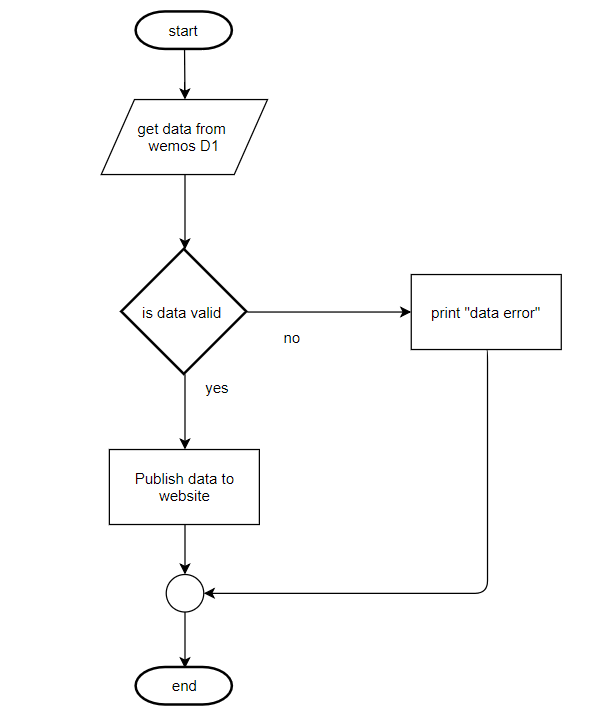 start
get data from
wemos D1
is data valid
print "data error"
no
yes
Publish data to
website
end